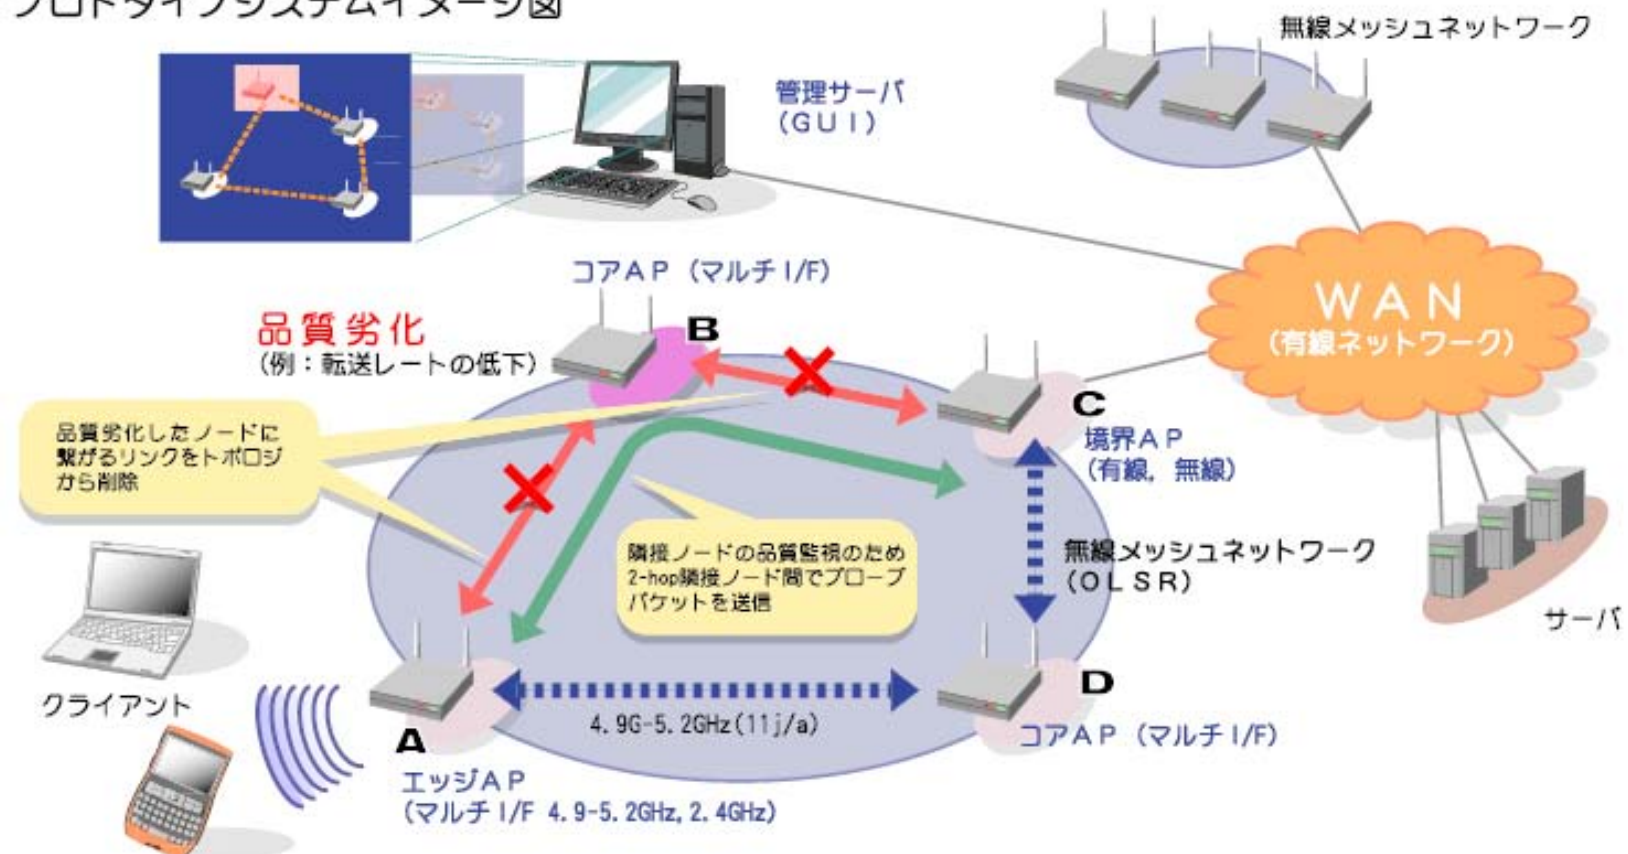 プロトタイプシステムイメージ図
無線メッシュネットワーク
管理サーバ
(GUI)
コアAP (マルチI/F)
WAN
(有線ネットワーク)
品質劣化
(例:転送レートの低下)
B
C
境界AP
(有線, 無線)
品質劣化したノードに
繋がるリンクをトポロジ
から削除
隣接ノードの品質監視のため
2-hop隣接ノード間でプローブ
パケットを送信
無線メッシュネットワーク
(OLSR)
サーバ
クライアント
4.9G-5.2GHz(11j/a)
D
コアAP (マルチI/F)
A
エッジAP
(マルチI/F 4.9-5.2GHz, 2.4GHz)